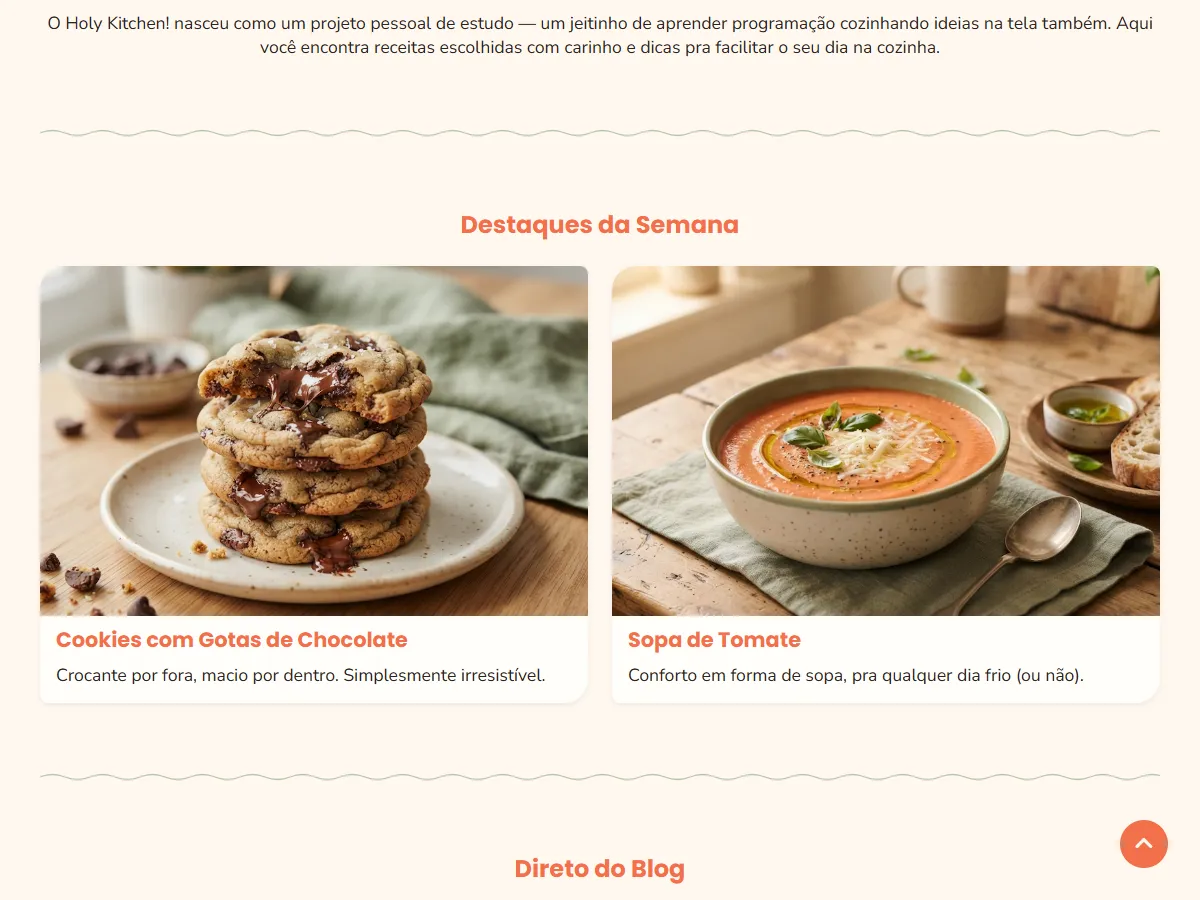 O Holy Kitchen! nasceu como um projeto pessoal de estudo — um jeitinho de aprender programação cozinhando ideias na tela também. Aqui
você encontra receitas escolhidas com carinho e dicas pra facilitar o seu dia na cozinha.
Destaques da Semana
Cookies com Gotas de Chocolate
Crocante por fora, macio por dentro. Simplesmente irresistível.
Sopa de Tomate
Conforto em forma de sopa, pra qualquer dia frio (ou não).
Direto do Blog